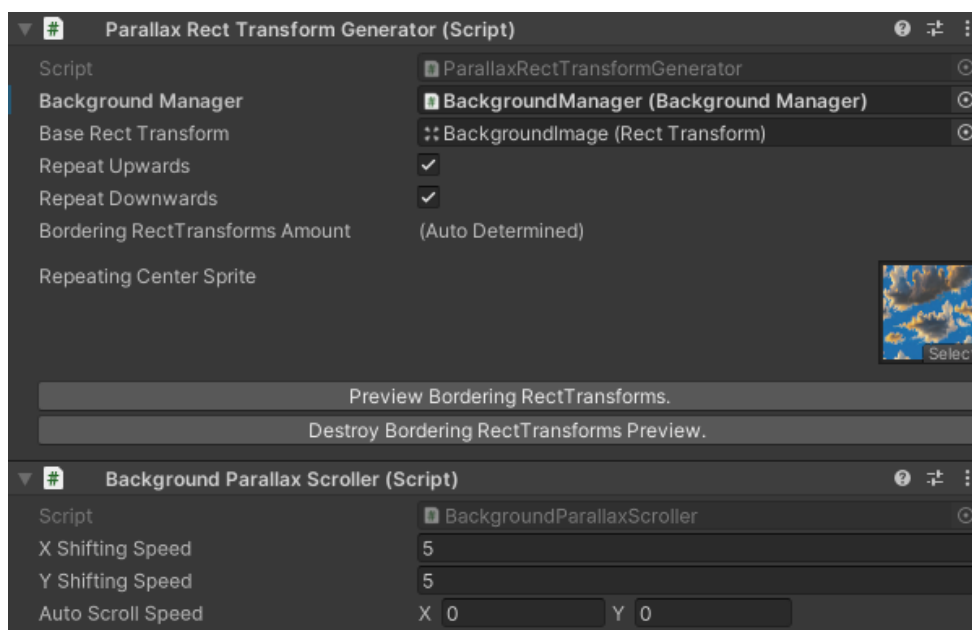 Parallax Rect Transform Generator (Script)
Script ParallaxRectTransformGenerator
Background Manager BackgroundManager (Background Manager)
Base Rect Transform BackgroundImage (Rect Transform)
Repeat Upwards
Repeat Downwards
Bordering RectTransforms Amount (Auto Determined)
Repeating Center Sprite
Selec
Preview Bordering RectTransforms.
Destroy Bordering RectTransforms Preview.
Background Parallax Scroller (Script)
Script BackgroundParallaxScroller
X Shifting Speed 5
Y Shifting Speed 5
Auto Scroll Speed X 0 Y 0